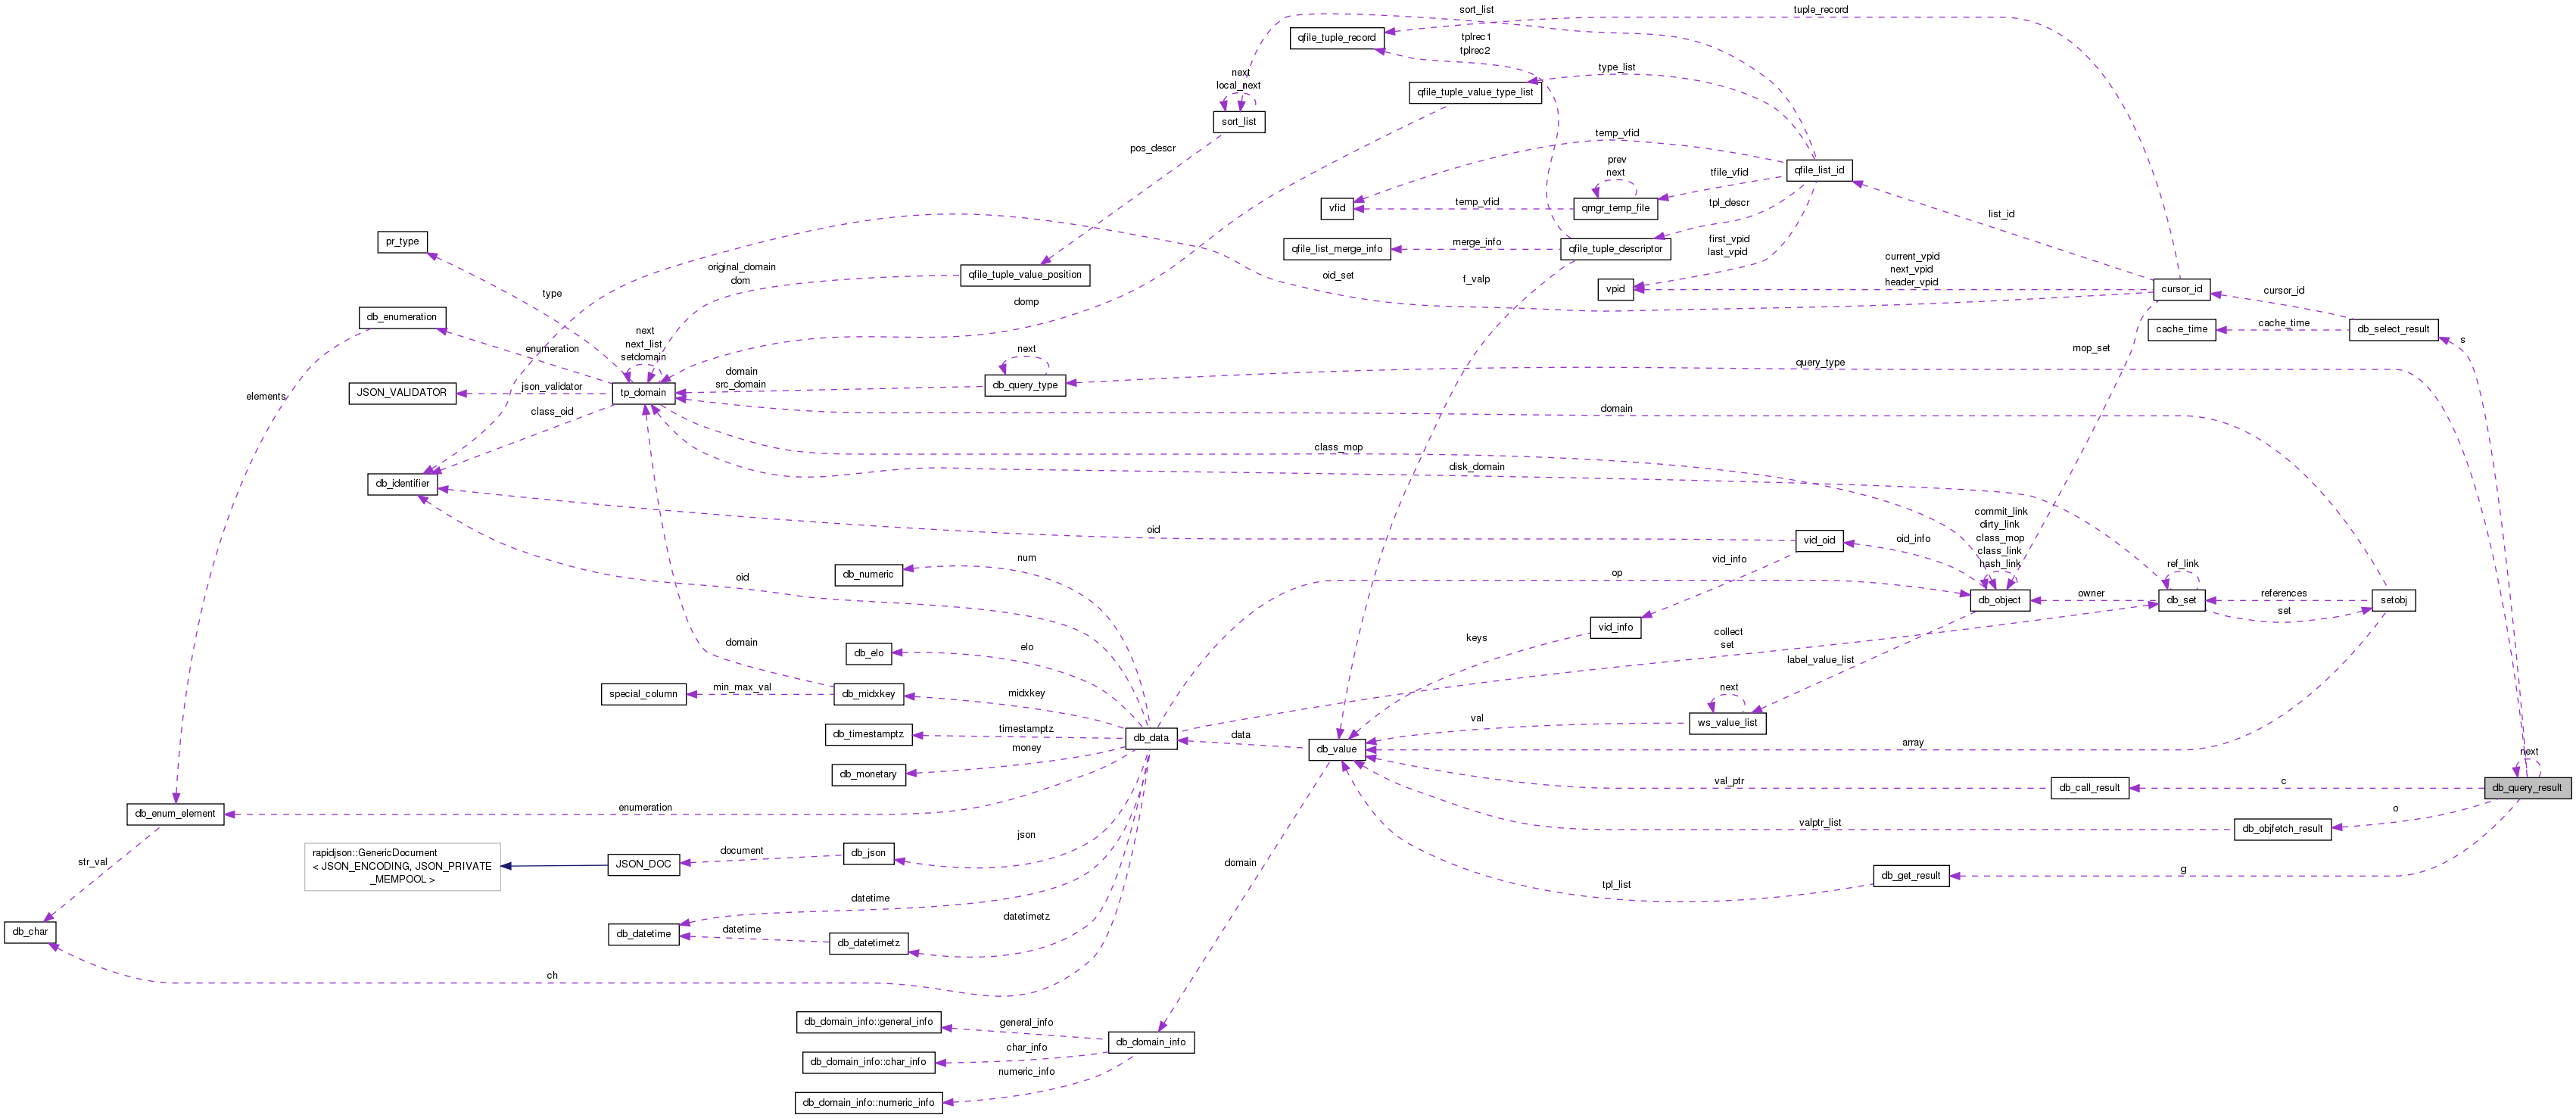 sort_list
tuple_record
qfile_tuple_record
tplrec1
tplrec2
type_list
next
local_next
qfile_tuple_value_type_list
sort_list
temp_vfid
pos_descr
prev
next
tfile_vfid
qfile_list_id
vfid
temp_vfid
qmgr_temp_file
tpl_descr
list_id
pr_type
qfile_list_merge_info
merge_info
qfile_tuple_descriptor
first_vpid
last_vpid
original_domain
dom
qfile_tuple_value_position
oid_set
f_valp
current_vpid
next_vpid
header_vpid
type
vpid
cursor_id
cursor_id
domp
db_enumeration
cache_time
cache_time
db_select_result
next
next_list
setdomain
enumeration
next
mop_set
s
query_type
domain
src_domain
db_query_type
JSON_VALIDATOR
json_validator
tp_domain
elements
class_oid
domain
class_mop
disk_domain
db_identifier
commit_link
dirty_link
class_mop
class_link
hash_link
oid
vid_oid
oid_info
num
vid_info
ref_link
oid
db_numeric
op
db_object
owner
db_set
references
set
setobj
vid_info
collect
set
keys
domain
elo
db_elo
label_value_list
special_column
min_max_val
db_midxkey
midxkey
next
val
ws_value_list
db_timestamptz
timestamptz
db_data
data
db_value
array
money
next
db_monetary
val_ptr
db_call_result
c
db_query_result
enumeration
db_enum_element
o
valptr_list
db_objfetch_result
json
rapidjson::GenericDocument
< JSON_ENCODING, JSON_PRIVATE
_MEMPOOL >
document
db_json
JSON_DOC
str_val
domain
g
db_get_result
tpl_list
datetime
datetimetz
db_char
db_datetime
datetime
db_datetimetz
ch
db_domain_info::general_info
general_info
db_domain_info
char_info
db_domain_info::char_info
numeric_info
db_domain_info::numeric_info